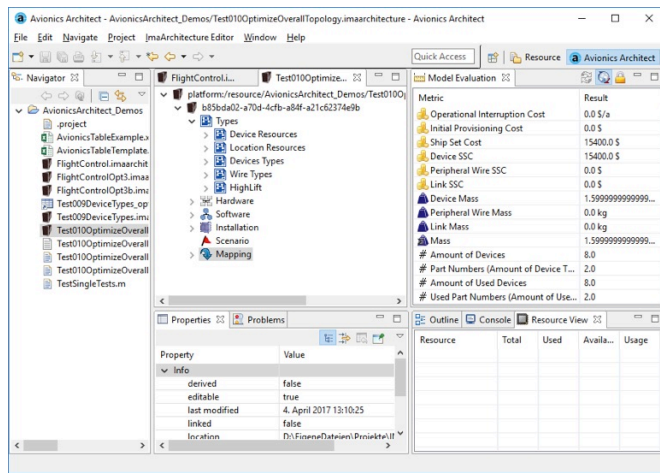 AvionicsArchitect_Demos/Test010OptimizeOverallTopology.imaarchitecture - Avionics Architect
File Edit Navigate Project ImaArchitecture Editor Window Help
Quick Access
Resource
Avionics Architect
Navigator
AvionicsArchitect_Demos
.project
AvionicsTableExample.x
AvionicsTableTemplate.
FlightControl.imaarchit
FlightControlOpt3.imaa
FlightControlOpt3b.ima
Test009DeviceTypes_op
Test009DeviceTypes.im
Test010OptimizeOverall
Test010OptimizeOverall
Test010OptimizeOverall
Test010OptimizeOverall
TestSingleTests.m
FlightControl.i...
Test010Optimize...
platform:/resource/AvionicsArchitect_Demos/Test010O
b85bda02-a70d-4cfb-a84f-a21c62374e9b
Types
Device Resources
Location Resources
Devices Types
Wire Types
HighLift
Hardware
Software
Installation
Scenario
Mapping
Properties
Problems
Property Value
Info
derived false
editable true
last modified 4. April 2017 13:10:25
linked false
location D:\EigeneDateien\Projekte\I
Model Evaluation
Metric Result
Operational Interruption Cost 0.0 $/a
Initial Provisioning Cost 0.0 $
Ship Set Cost 15400.0 $
Device SSC 15400.0 $
Peripheral Wire SSC 0.0 $
Link SSC 0.0 $
Device Mass 1.5999999999999...
Peripheral Wire Mass 0.0 kg
Link Mass 0.0 kg
Mass 1.5999999999999...
# Amount of Devices 8.0
# Part Numbers (Amount of Device T... 2.0
# Amount of Used Devices 8.0
# Used Part Numbers (Amount of Use... 2.0
Outline
Console
Resource View
Resource Total Used Availa... Usage